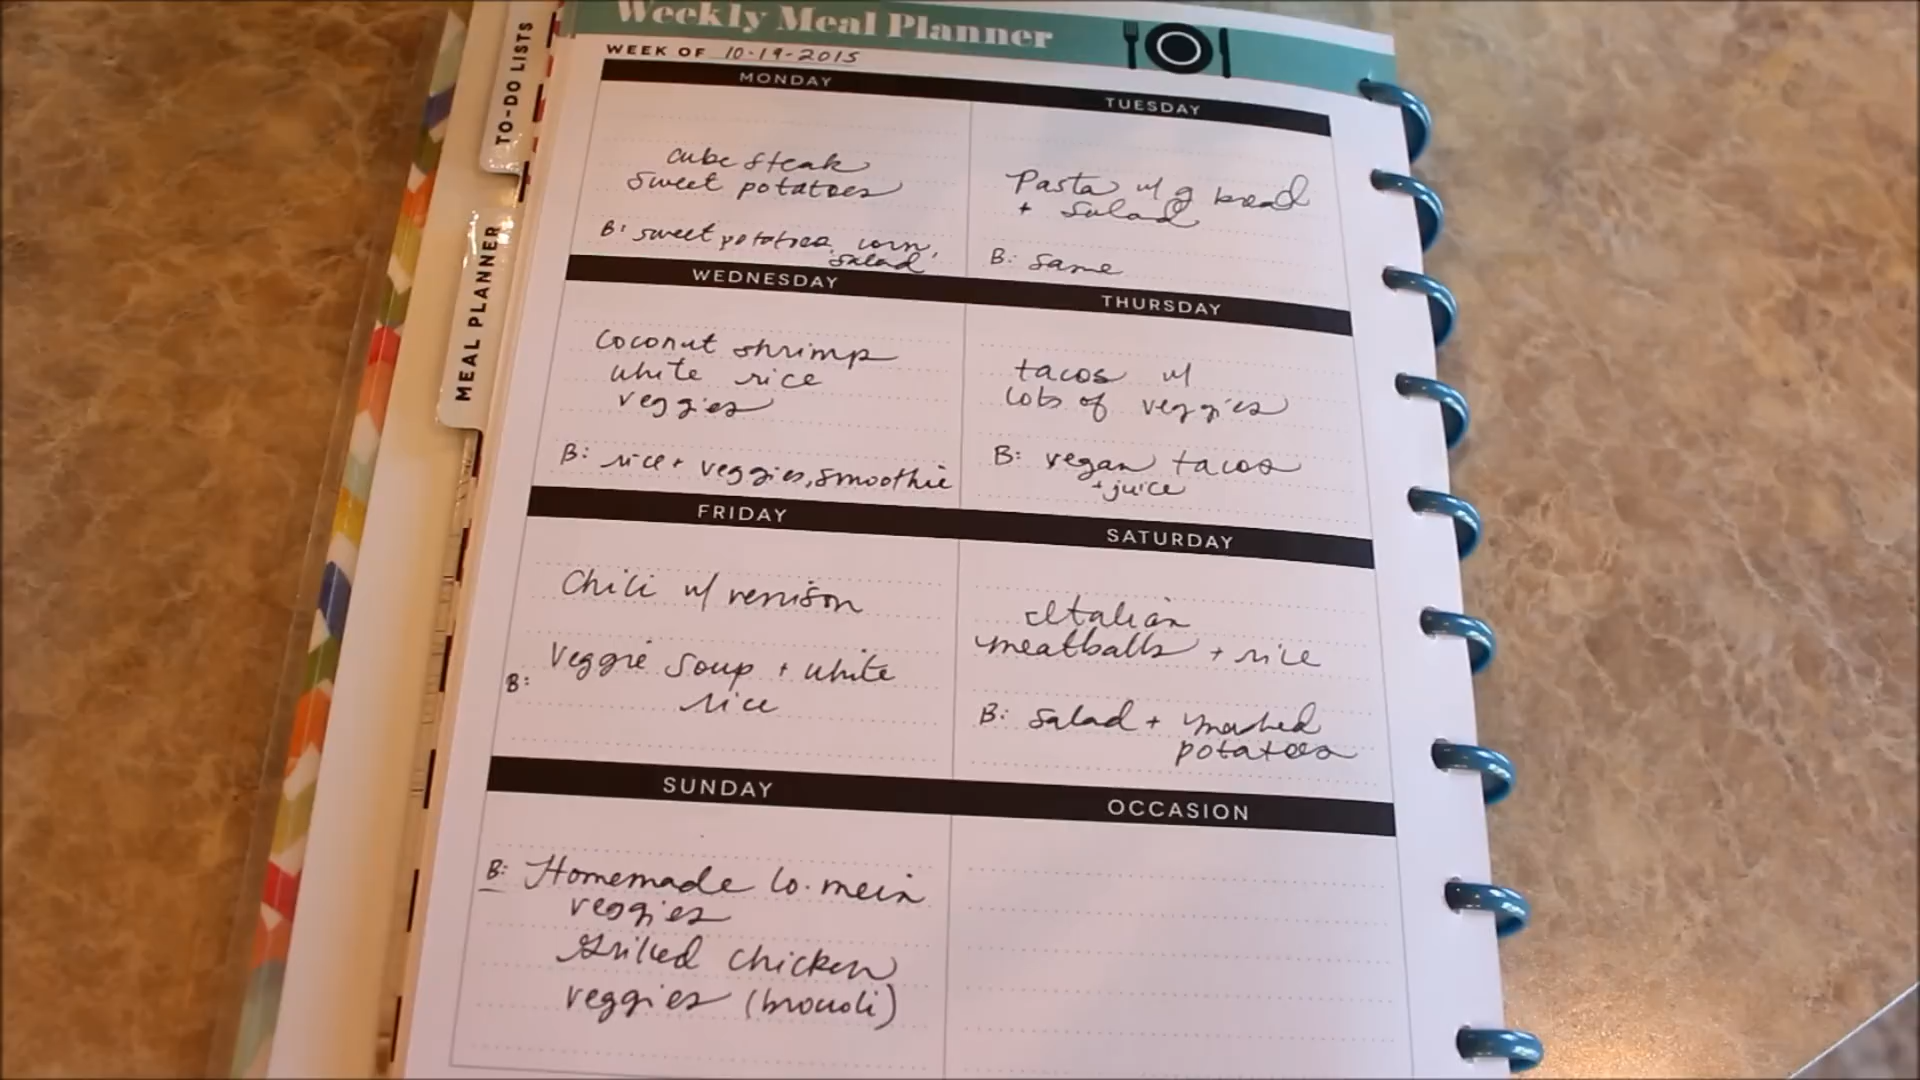 Weekly Meal Planner
WEEK OF 10-19-2015
TO-DO LISTS
MEAL PLANNER
MONDAY
cube steak
sweet potatoes
B: sweet potatoes, corn,
salad
TUESDAY
Pasta w/ g bread
+ salad
B: same
WEDNESDAY
coconut shrimp
white rice
veggies
B: rice + veggies, smoothie
THURSDAY
tacos w/
lots of veggies
B: vegan tacos
+ juice
FRIDAY
Chili w/ venison
B: Veggie soup + white
rice
SATURDAY
Italian
meatballs + rice
B: salad + mashed
potatoes
SUNDAY
B: Homemade lo-mein
veggies
Grilled chicken
veggies (broccoli)
OCCASION